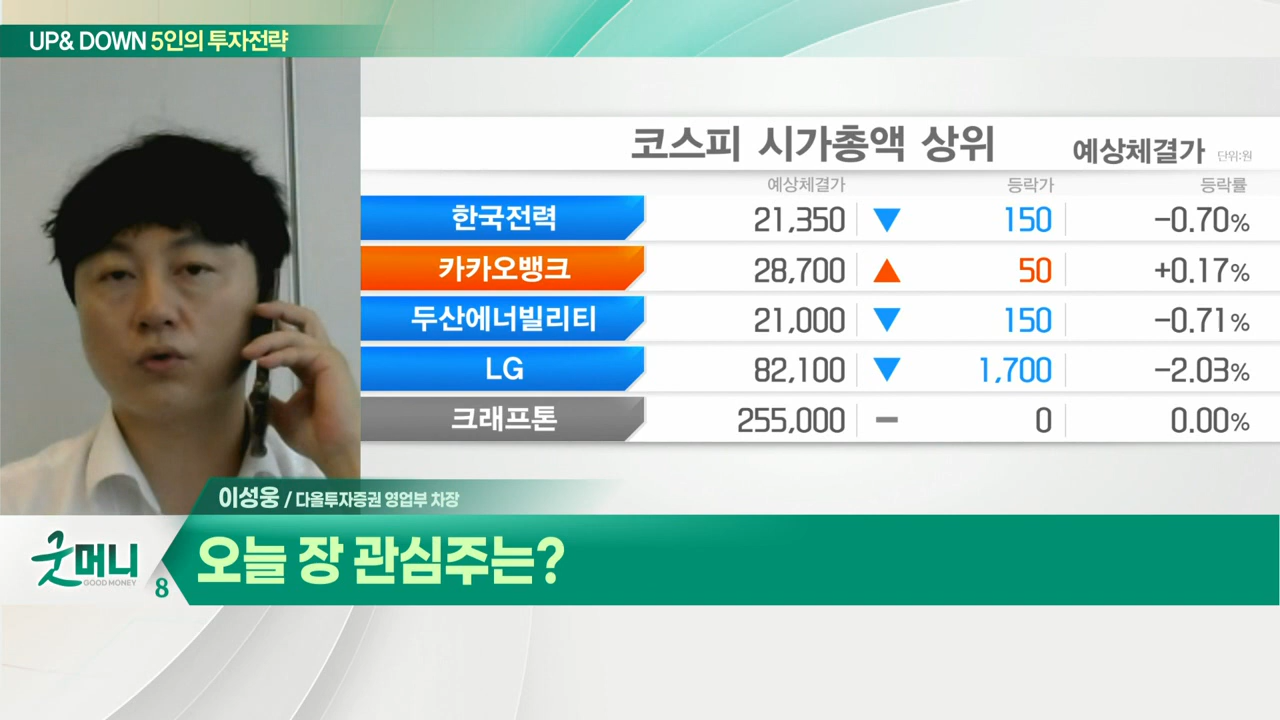 UP& DOWN 5인의 투자전략
코스피 시가총액 상위 예상체결가 단위:원
예상체결가 등락가 등락률
한국전력 21,350 ▼ 150 -0.70%
카카오뱅크 28,700 ▲ 50 +0.17%
두산에너빌리티 21,000 ▼ 150 -0.71%
LG 82,100 ▼ 1,700 -2.03%
크래프톤 255,000 - 0 0.00%
이성웅 / 다올투자증권 영업부 차장
굿머니
GOOD MONEY
8
오늘 장 관심주는?